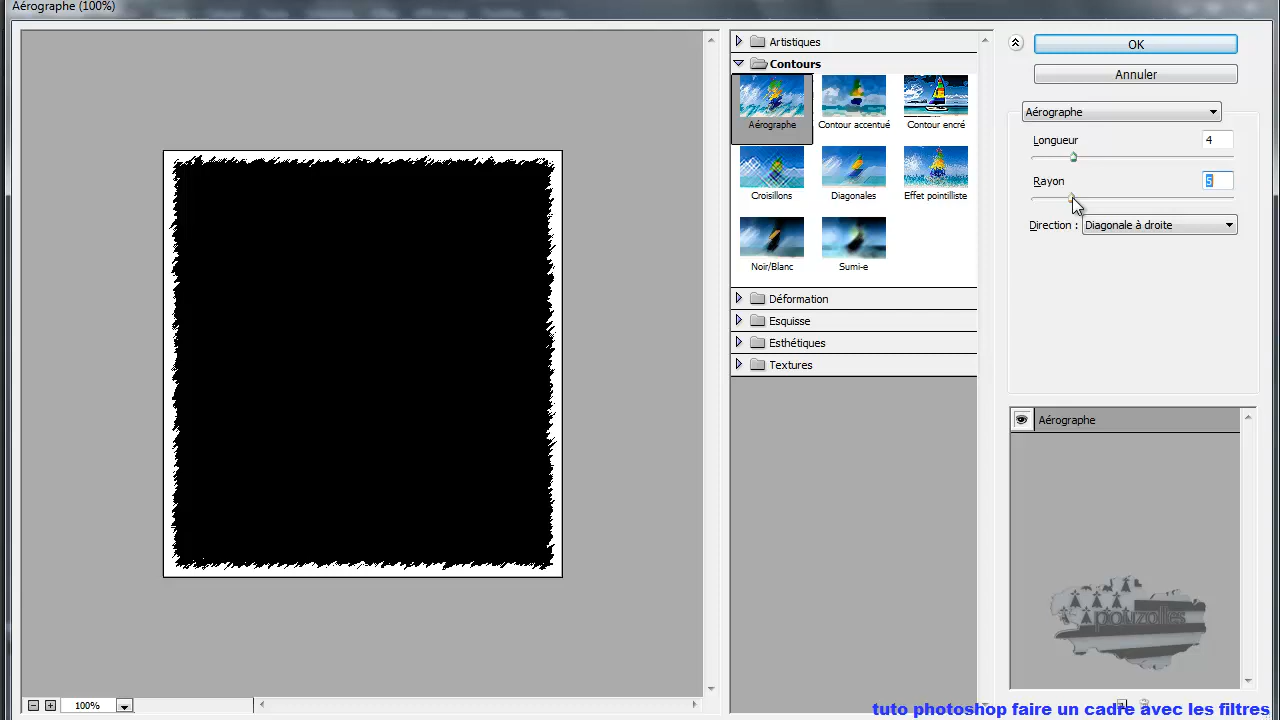 Aérographe (100%)
Artistiques
Contours
Aérographe
Contour accentué
Contour encré
Croisillons
Diagonales
Effet pointilliste
Noir/Blanc
Sumi-e
Déformation
Esquisse
Esthétiques
Textures
OK
Annuler
Aérographe
Longueur
4
Rayon
5
Direction :
Diagonale à droite
Aérographe
pouzelles
100%
tuto photoshop faire un cadre avec les filtres